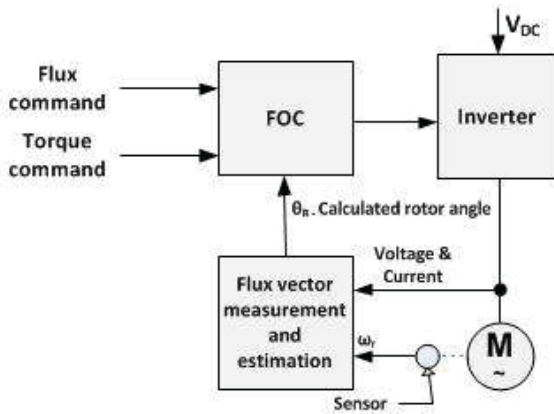 V_DC
Flux
command
FOC
Inverter
Torque
command
θ_R . Calculated rotor angle
Voltage &
Current
Flux vector
measurement
and
estimation
ω_r
M
~
Sensor